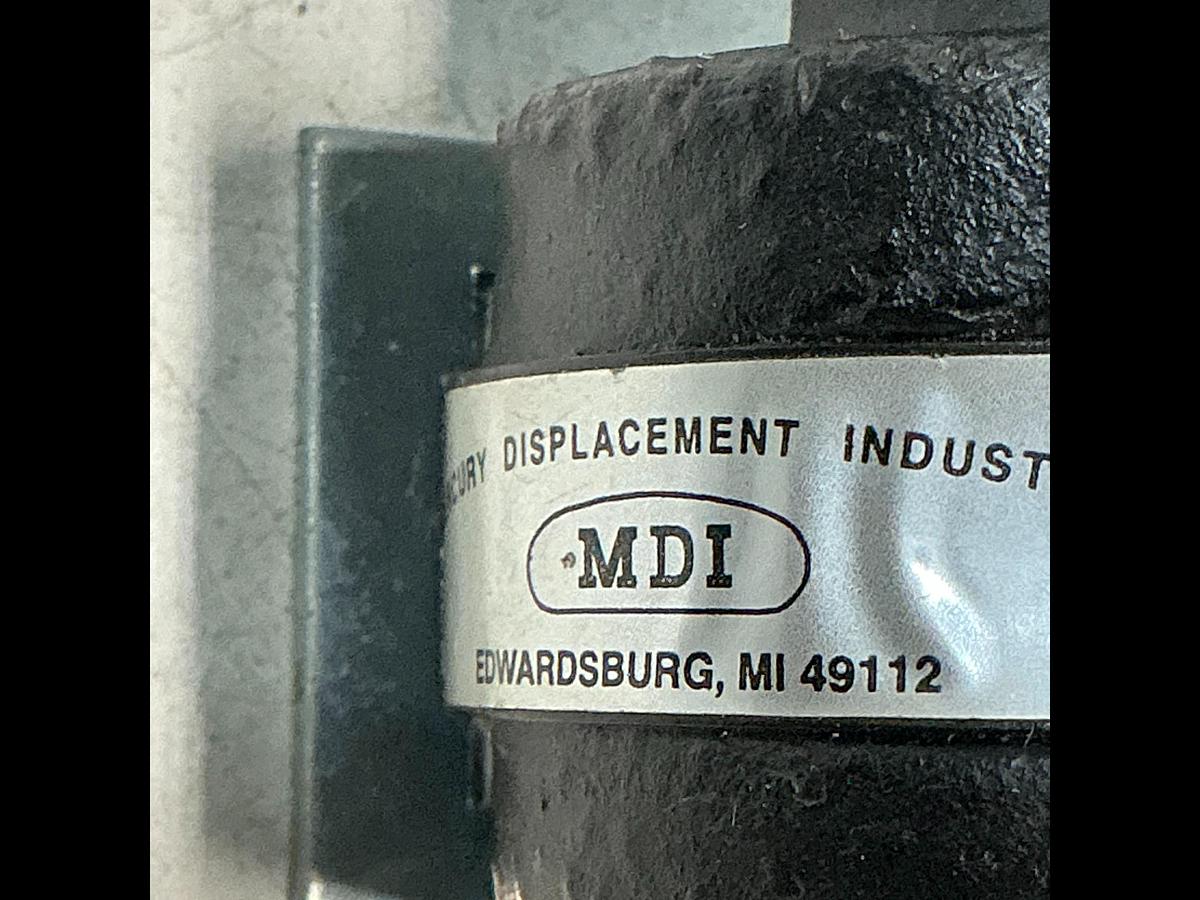 CURY DISPLACEMENT INDUST
MDI
EDWARDSBURG, MI 49112